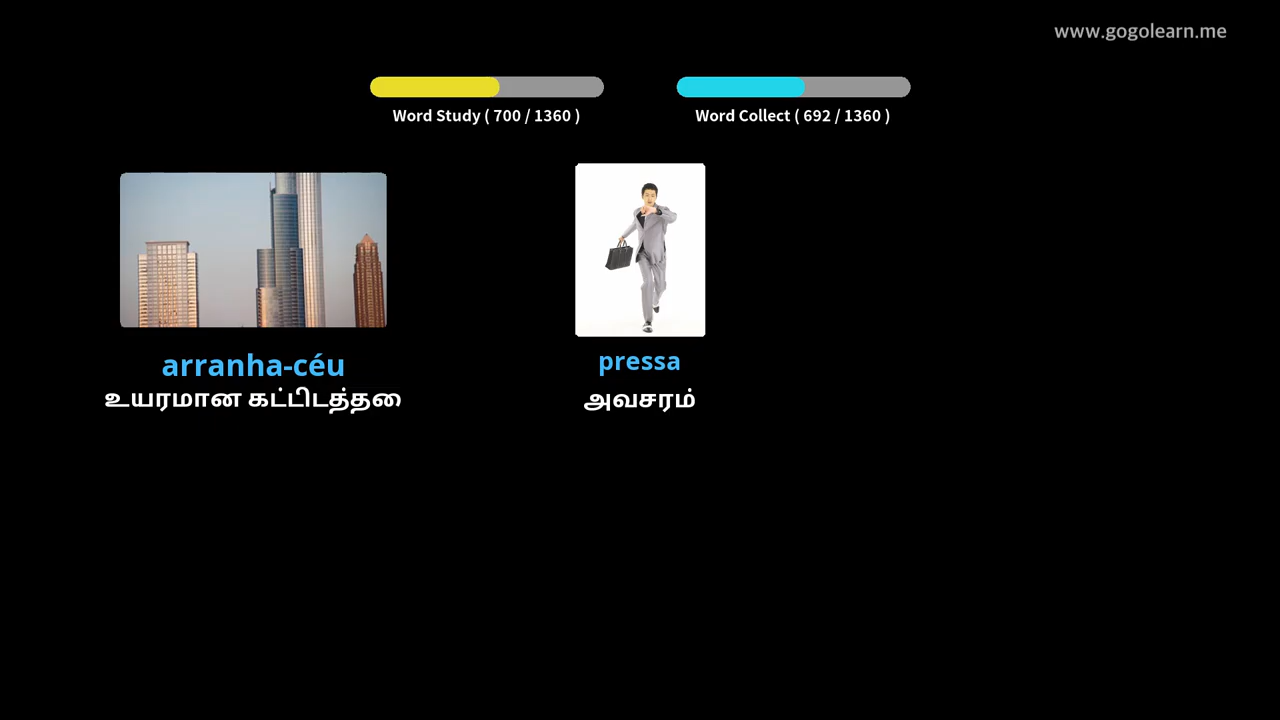 www.gogolearn.me
Word Study ( 700 / 1360 )
Word Collect ( 692 / 1360 )
arranha-céu
உயரமான கட்டிடத்தை
pressa
அவசரம்